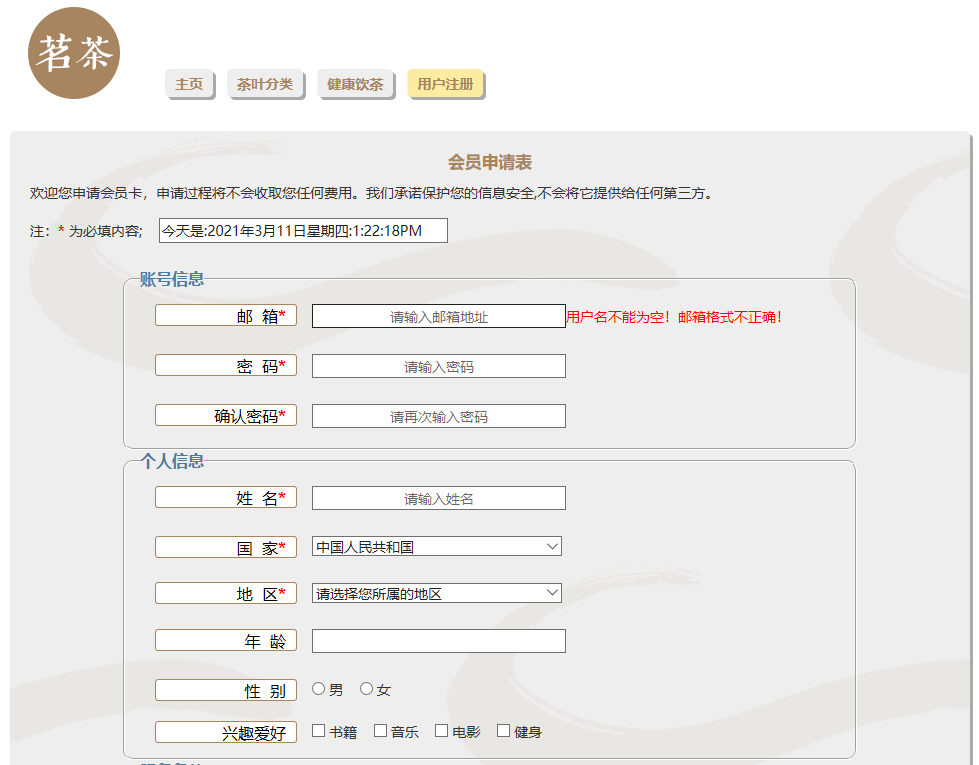 茗茶
主页 茶叶分类 健康饮茶 用户注册
会员申请表
欢迎您申请会员卡，申请过程将不会收取您任何费用。我们承诺保护您的信息安全,不会将它提供给任何第三方。
注：* 为必填内容; 今天是:2021年3月11日星期四:1:22:18PM
账号信息
邮 箱* 请输入邮箱地址 用户名不能为空！邮箱格式不正确！
密 码* 请输入密码
确认密码* 请再次输入密码
个人信息
姓 名* 请输入姓名
国 家* 中国人民共和国
地 区* 请选择您所属的地区
年 龄
性 别 男 女
兴趣爱好 书籍 音乐 电影 健身